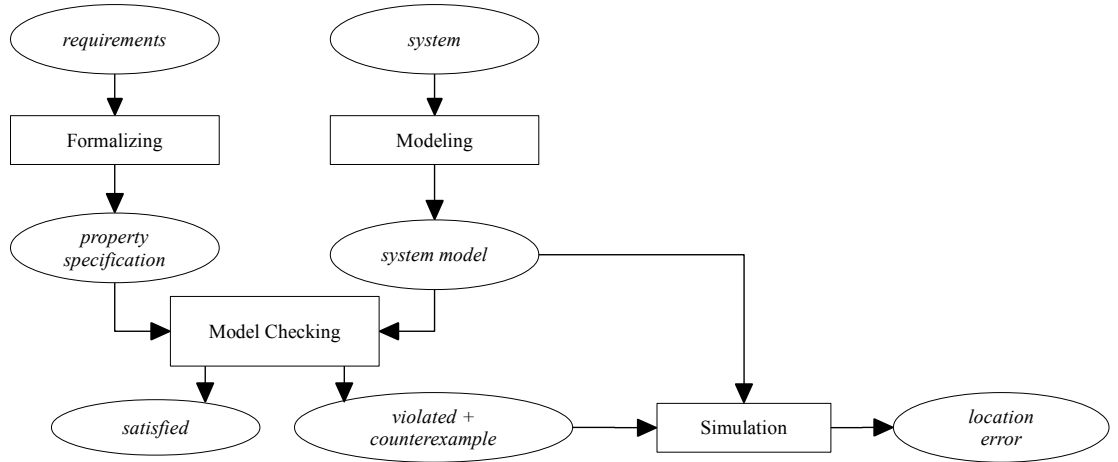 requirements
system
Formalizing
Modeling
property
specification
system model
Model Checking
satisfied
violated +
counterexample
Simulation
location
error